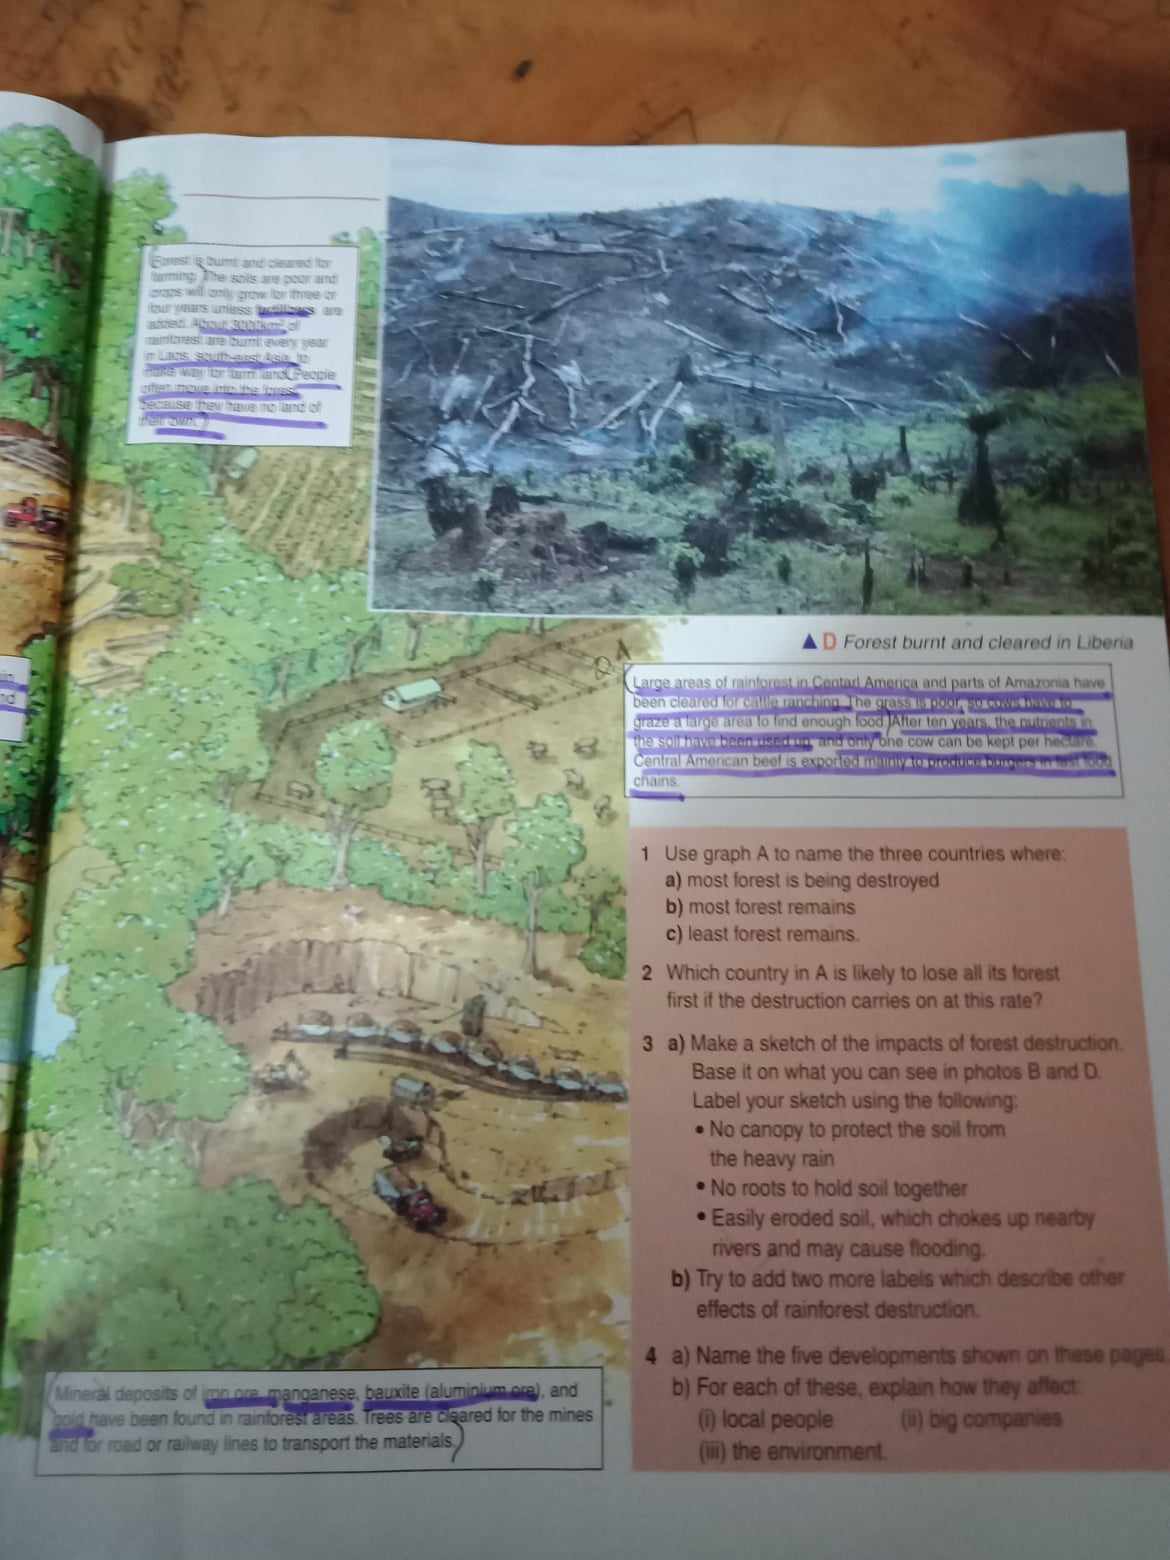 Forest is burnt and cleared for
farming. The soils are poor and
crops will only grow for three or
four years unless fertilisers are
added. About 3000km² of
rainforest are burnt every year
in Laos, south-east Asia, to
make way for farm land. People
often move into the forest
because they have no land of
their own.
▲ D Forest burnt and cleared in Liberia
A
Large areas of rainforest in Centarl America and parts of Amazonia have
been cleared for cattle ranching. The grass is poor, so cows have to
graze a large area to find enough food. After ten years, the nutrients in
the soil have been used up, and only one cow can be kept per hectare.
Central American beef is exported mainly to produce burgers in fast food
chains.
1 Use graph A to name the three countries where:
a) most forest is being destroyed
b) most forest remains
c) least forest remains.
2 Which country in A is likely to lose all its forest
first if the destruction carries on at this rate?
3 a) Make a sketch of the impacts of forest destruction.
Base it on what you can see in photos B and D.
Label your sketch using the following:
• No canopy to protect the soil from
the heavy rain
• No roots to hold soil together
• Easily eroded soil, which chokes up nearby
rivers and may cause flooding.
b) Try to add two more labels which describe other
effects of rainforest destruction.
4 a) Name the five developments shown on these pages.
b) For each of these, explain how they affect:
(i) local people (ii) big companies
(iii) the environment.
Mineral deposits of iron ore, manganese, bauxite (aluminium ore), and
gold have been found in rainforest areas. Trees are cleared for the mines
and for road or railway lines to transport the materials.